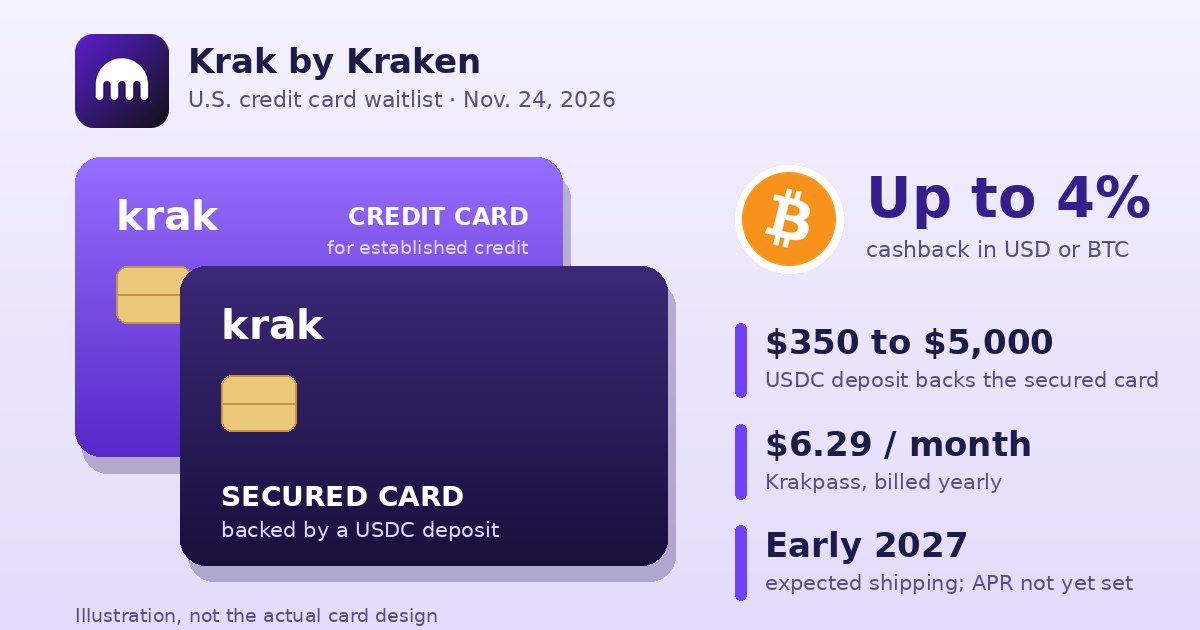 Krak by Kraken
U.S. credit card waitlist · Nov. 24, 2026
krak
CREDIT CARD
for established credit
krak
SECURED CARD
backed by a USDC deposit
Illustration, not the actual card design
₿
Up to 4%
cashback in USD or BTC
$350 to $5,000
USDC deposit backs the secured card
$6.29 / month
Krakpass, billed yearly
Early 2027
expected shipping; APR not yet set